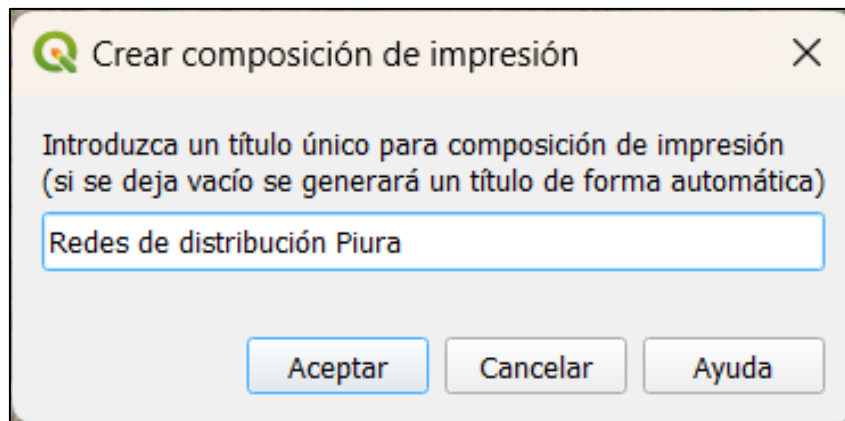 Crear composición de impresión
Introduzca un título único para composición de impresión
(si se deja vacío se generará un título de forma automática)
Redes de distribución Piura
Aceptar Cancelar Ayuda